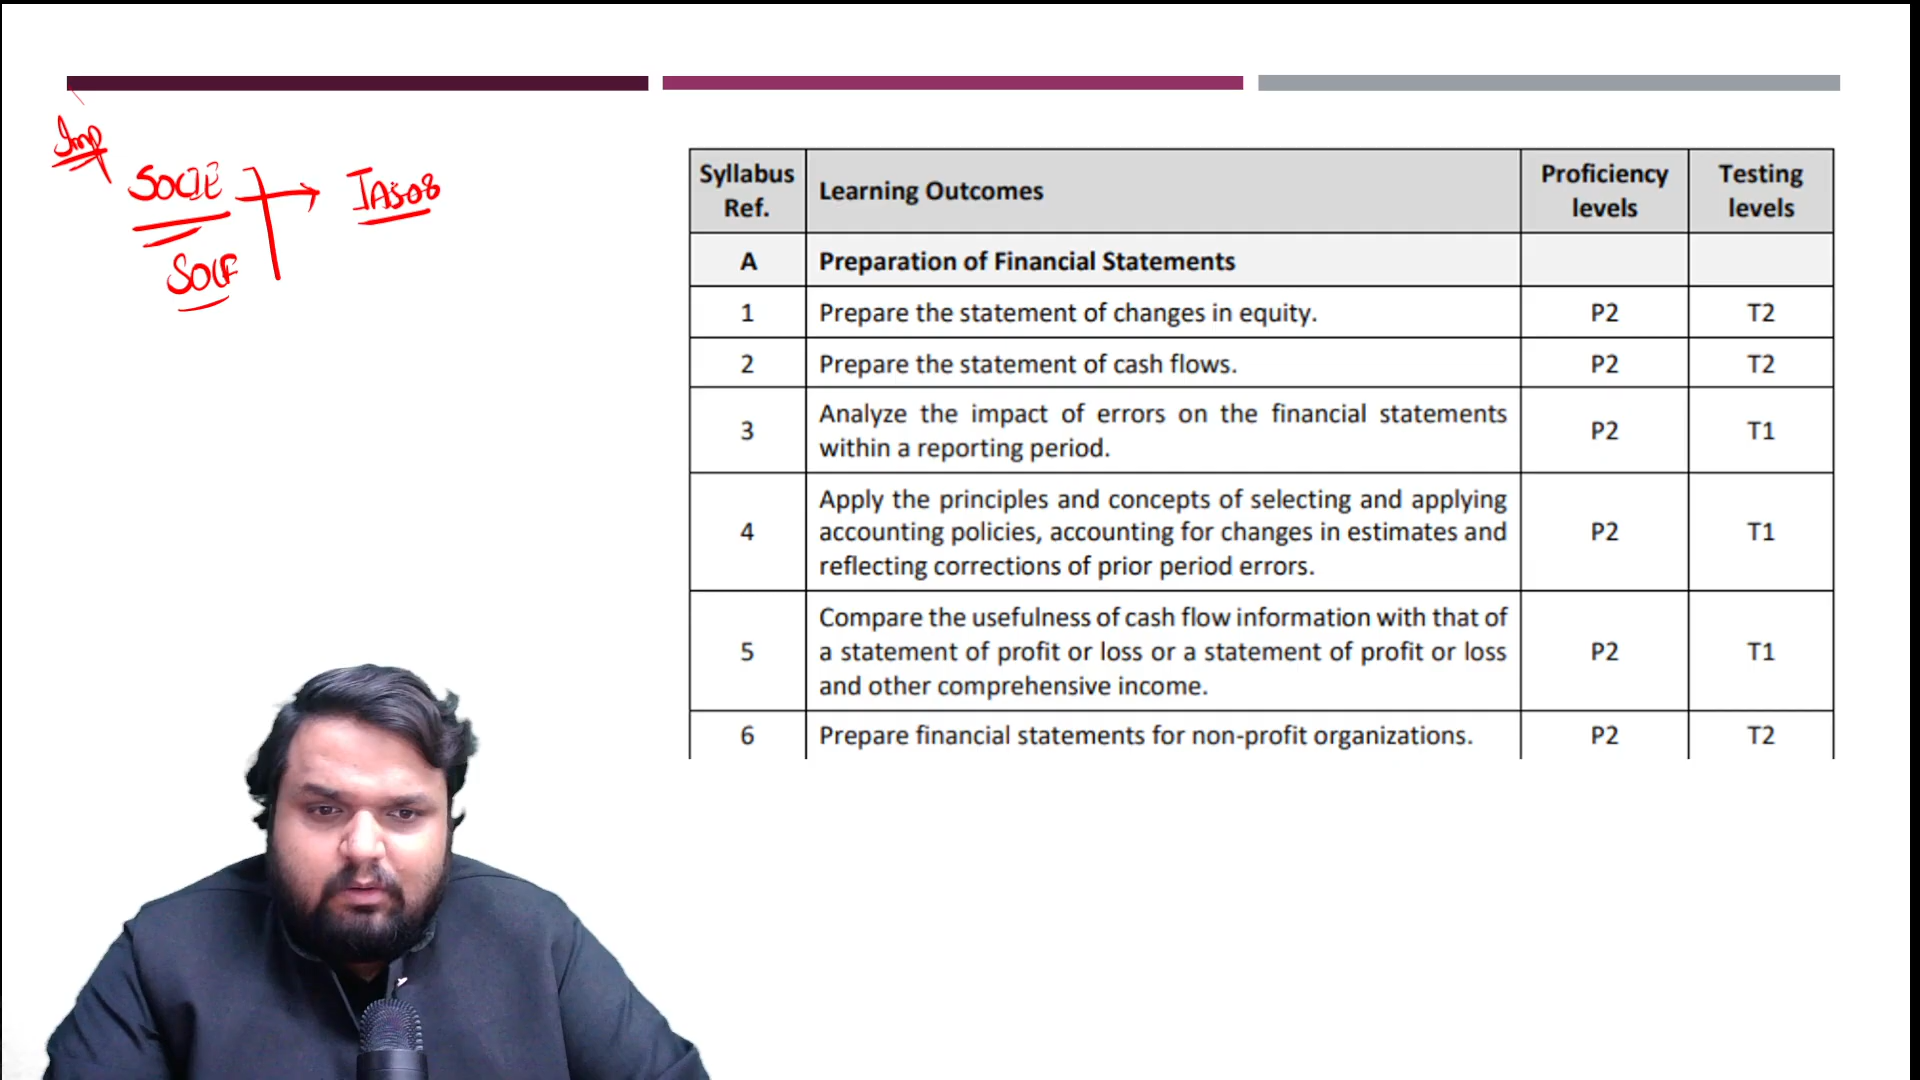 Imp
SOCIE
IAS08
SOCF
Syllabus Ref.
Learning Outcomes
Proficiency levels
Testing levels
A
Preparation of Financial Statements
1
Prepare the statement of changes in equity.
P2
T2
2
Prepare the statement of cash flows.
P2
T2
3
Analyze the impact of errors on the financial statements
within a reporting period.
P2
T1
4
Apply the principles and concepts of selecting and applying
accounting policies, accounting for changes in estimates and
reflecting corrections of prior period errors.
P2
T1
5
Compare the usefulness of cash flow information with that of
a statement of profit or loss or a statement of profit or loss
and other comprehensive income.
P2
T1
6
Prepare financial statements for non-profit organizations.
P2
T2